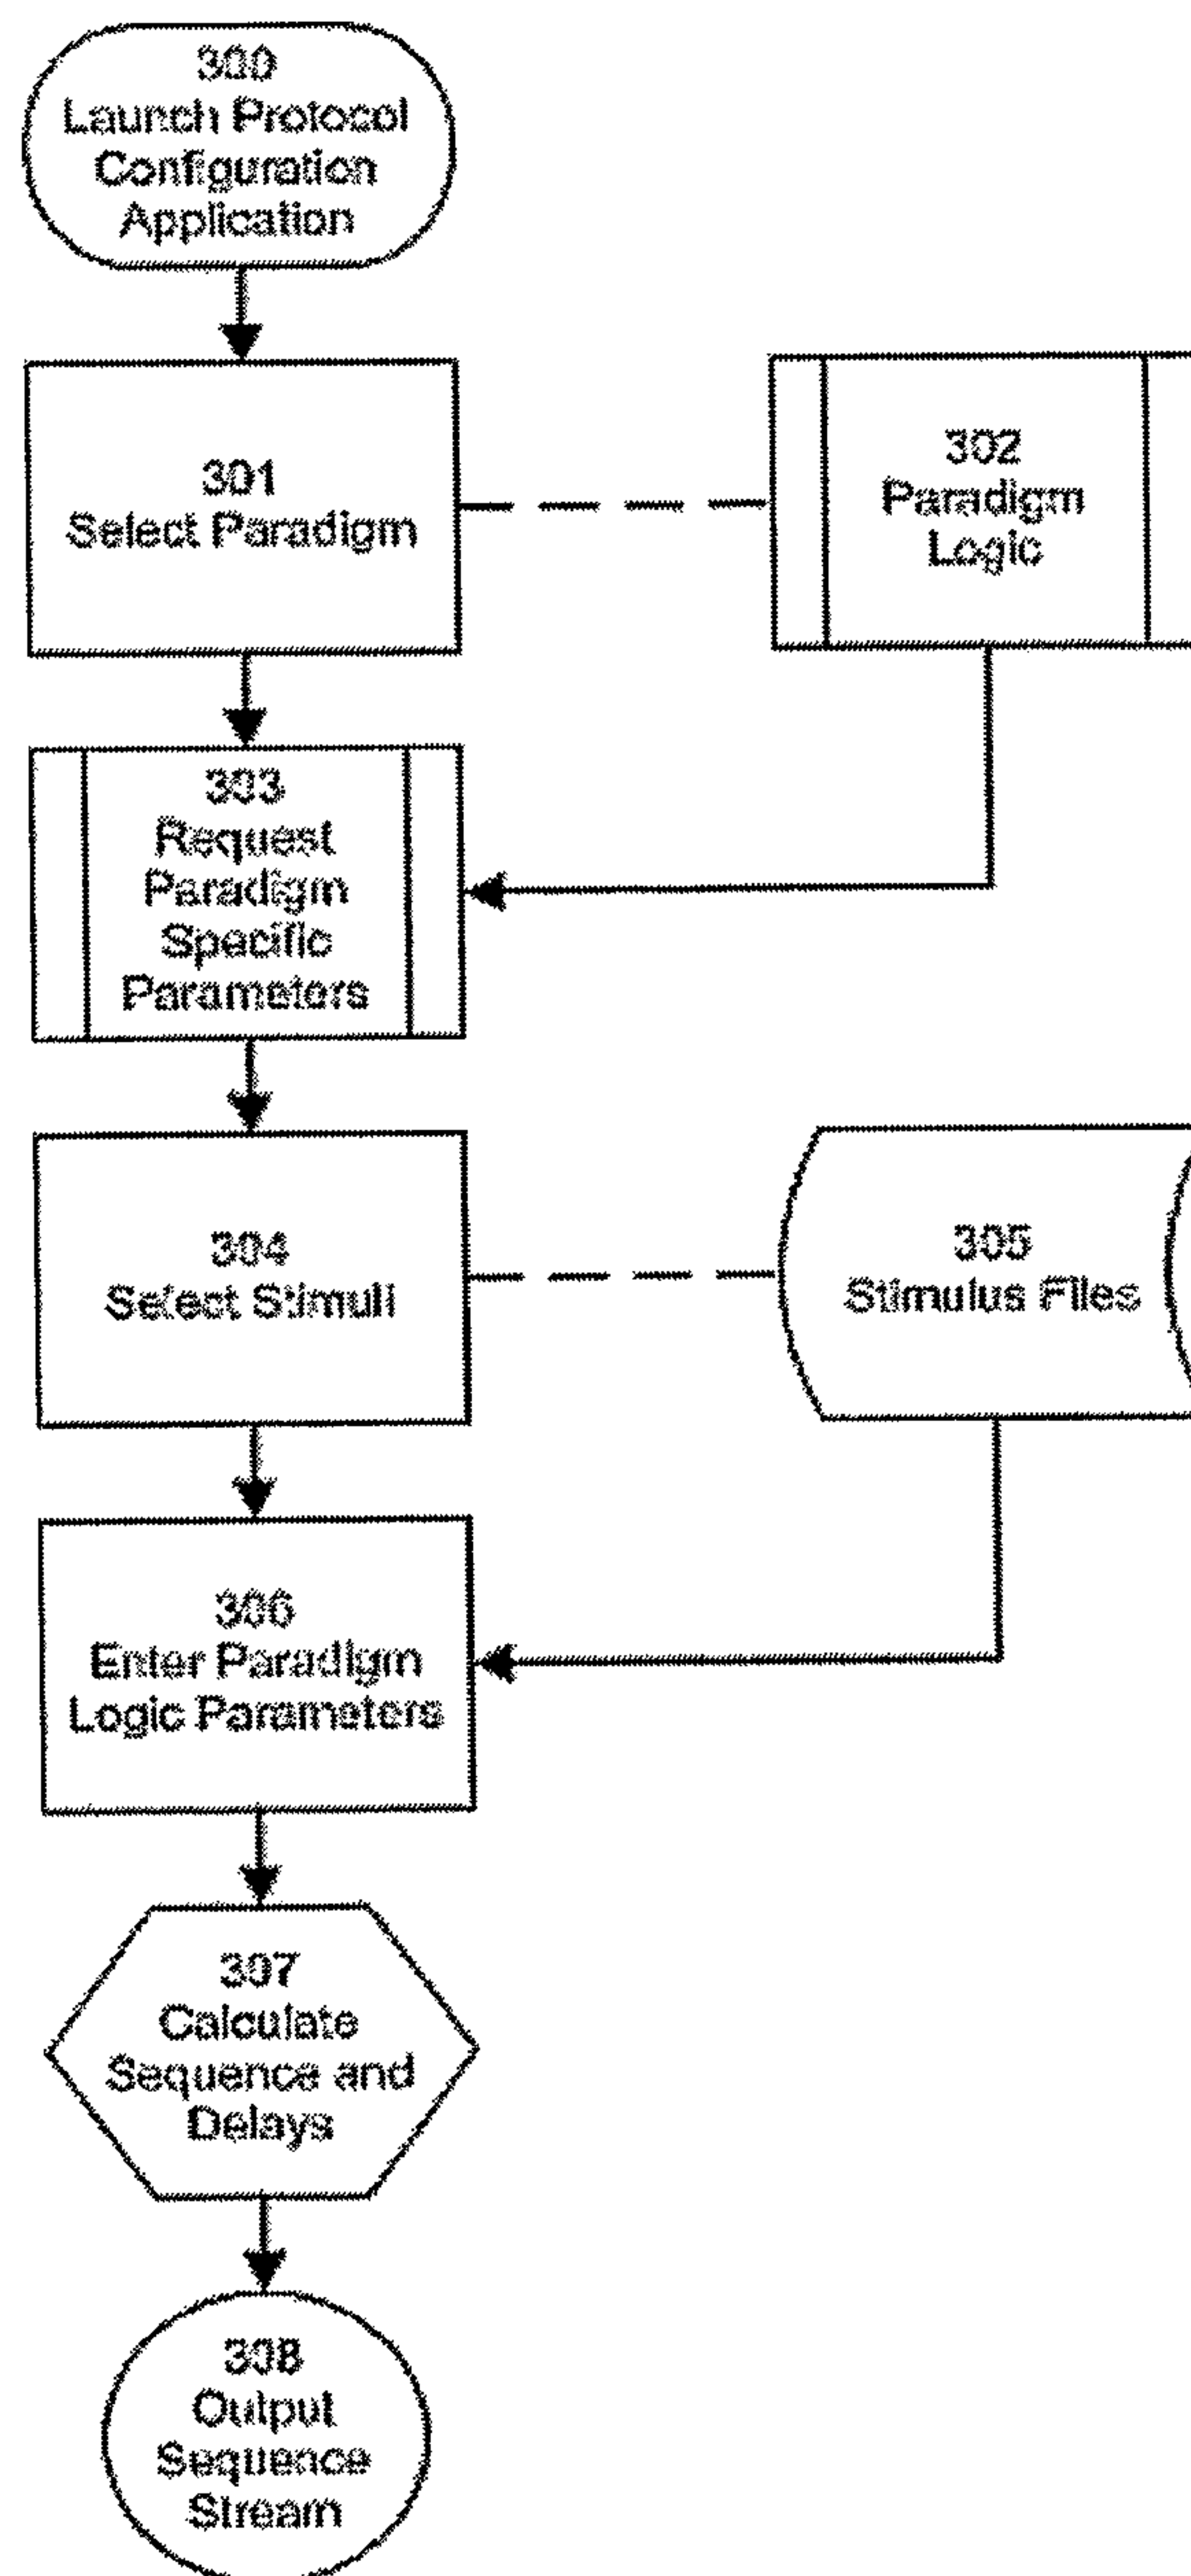 300
Launch Protocol
Configuration
Application
301
Select Paradigm
302
Paradigm
Logic
303
Request
Paradigm
Specific
Parameters
304
Select Stimuli
305
Stimulus Files
306
Enter Paradigm
Logic Parameters
307
Calculate
Sequence and
Delays
308
Output
Sequence
Stream